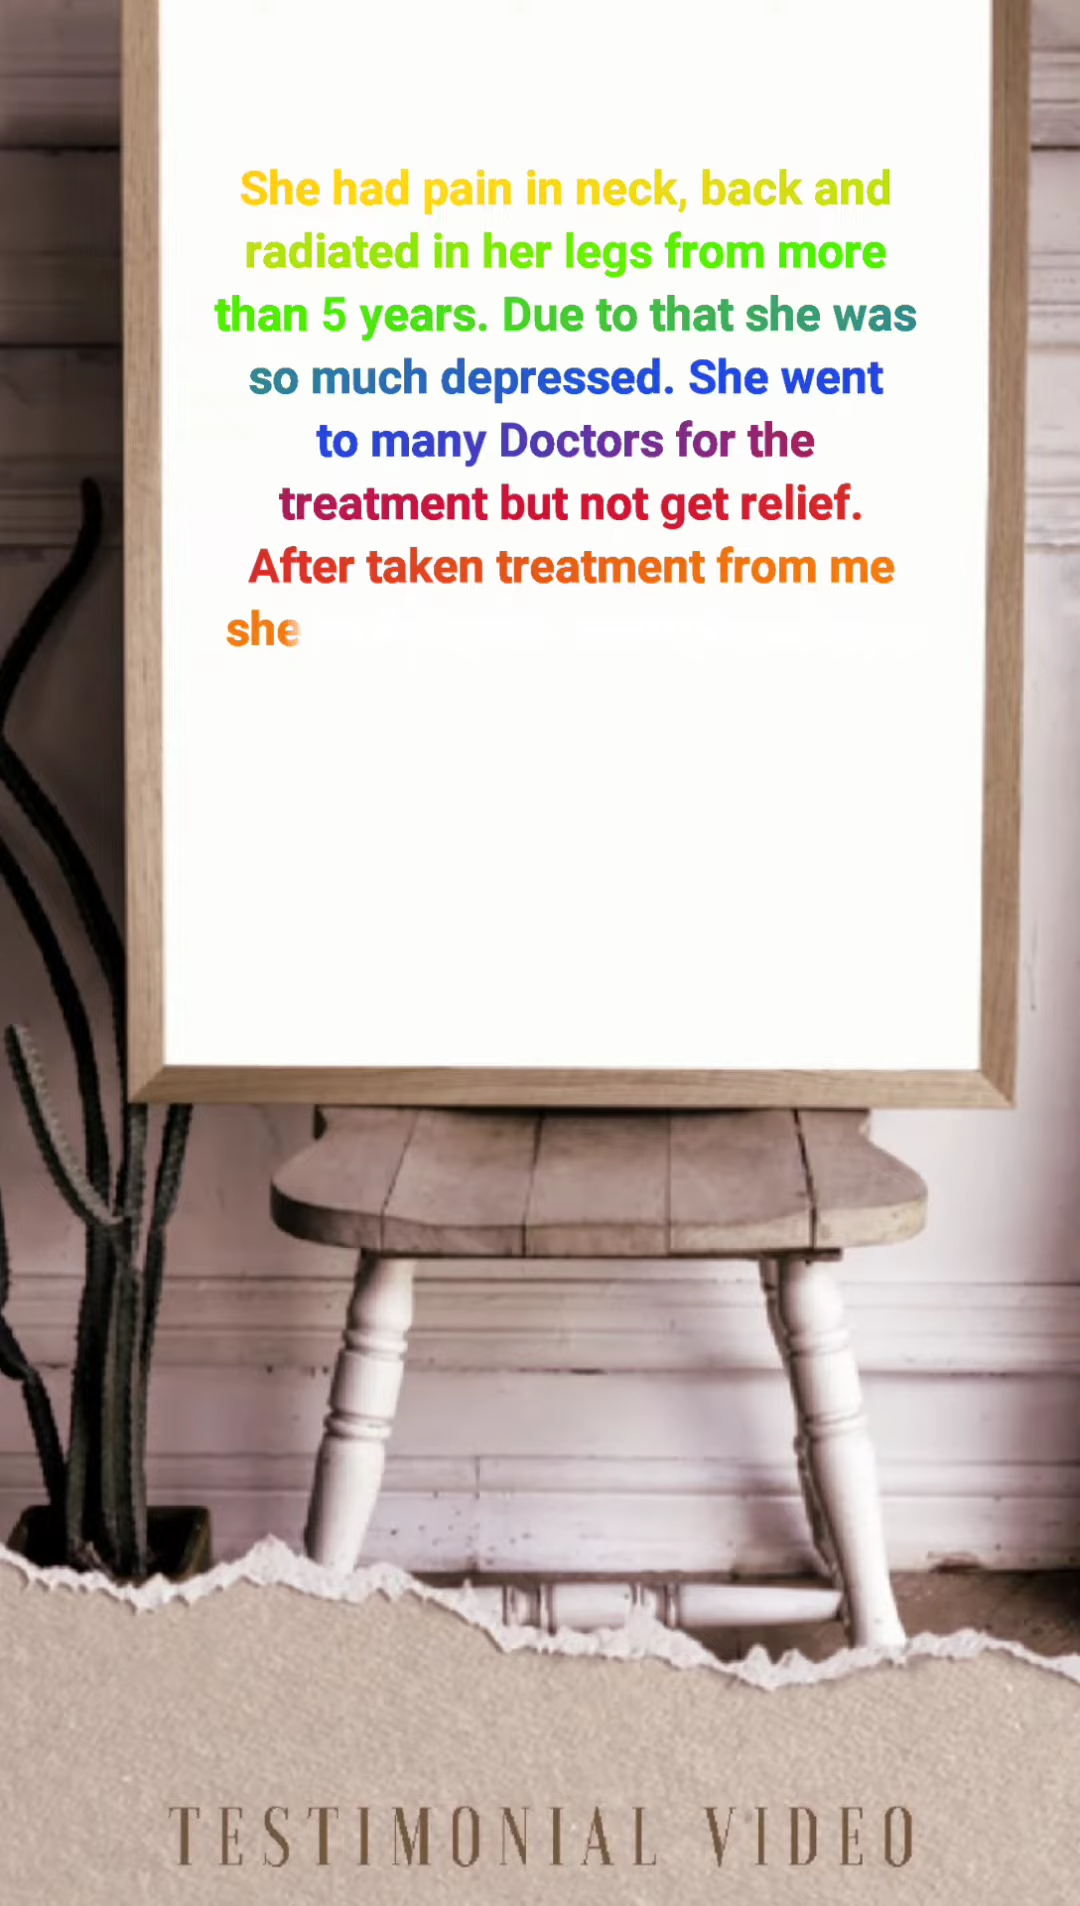 She had pain in neck, back and
radiated in her legs from more
than 5 years. Due to that she was
so much depressed. She went
to many Doctors for the
treatment but not get relief.
After taken treatment from me
she
TESTIMONIAL VIDEO